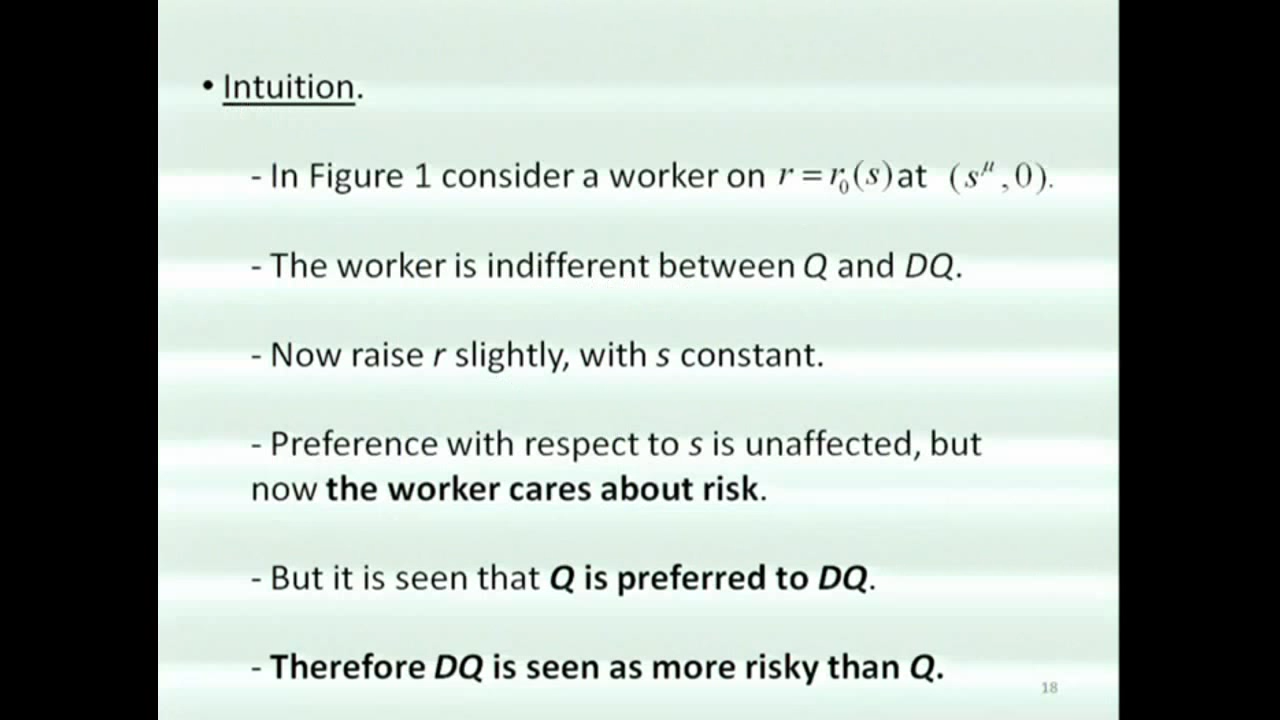 • Intuition.
- In Figure 1 consider a worker on r = r₀(s) at (s^μ, 0).
- The worker is indifferent between Q and DQ.
- Now raise r slightly, with s constant.
- Preference with respect to s is unaffected, but
now the worker cares about risk.
- But it is seen that Q is preferred to DQ.
- Therefore DQ is seen as more risky than Q.
18